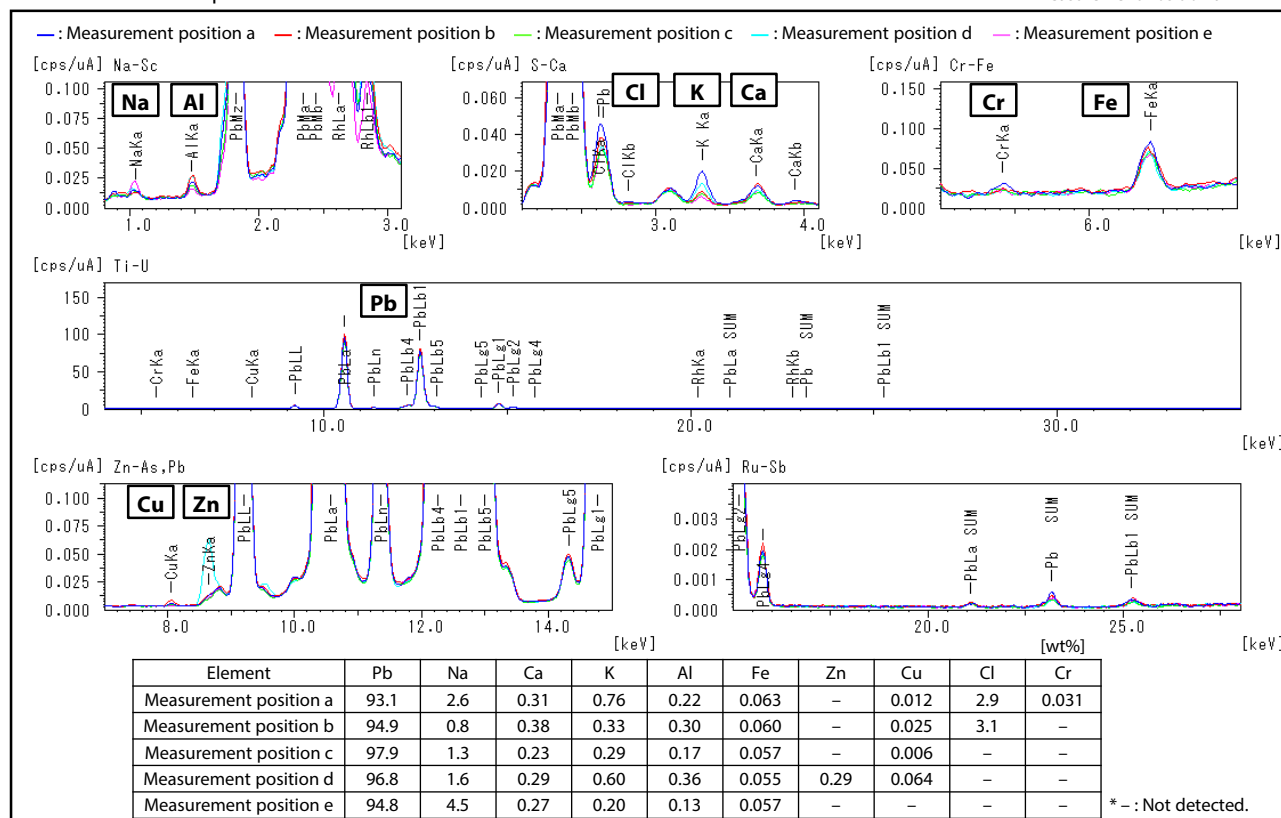 — : Measurement position a — : Measurement position b — : Measurement position c — : Measurement position d — : Measurement position e
[cps/uA] Na-Sc
Na Al
0.100
0.075
0.050
0.025
0.000
NaKa
AlKa
PbMz
PbMa
PbMb
RhLa
RhLb1
1.0 2.0 3.0
[keV]
[cps/uA] S-Ca
Cl K Ca
0.060
0.040
0.020
0.000
PbMa
PbMb
ClKa
Pb
ClKb
K Ka
CaKa
CaKb
3.0 4.0
[keV]
[cps/uA] Cr-Fe
Cr Fe
0.150
0.100
0.050
0.000
CrKa
FeKa
6.0
[keV]
[cps/uA] Ti-U
Pb
150
100
50
0
CrKa
FeKa
CuKa
PbLL
PbLa
PbLn
PbLb4
PbLb1
PbLb5
PbLg5
PbLg1
PbLg2
PbLg4
RhKa
PbLa SUM
RhKb
Pb SUM
PbLb1 SUM
10.0 20.0 30.0
[keV]
[cps/uA] Zn-As,Pb
Cu Zn
0.100
0.075
0.050
0.025
0.000
CuKa
ZnKa
PbLL
PbLa
PbLn
PbLb4
PbLb1
PbLb5
PbLg5
PbLg1
8.0 10.0 12.0 14.0
[keV]
[cps/uA] Ru-Sb
0.003
0.002
0.001
0.000
PbLg2
PbLg4
PbLa SUM
Pb SUM
PbLb1 SUM
20.0 25.0
[keV]
[wt%]
Element Pb Na Ca K Al Fe Zn Cu Cl Cr
Measurement position a 93.1 2.6 0.31 0.76 0.22 0.063 – 0.012 2.9 0.031
Measurement position b 94.9 0.8 0.38 0.33 0.30 0.060 – 0.025 3.1 –
Measurement position c 97.9 1.3 0.23 0.29 0.17 0.057 – 0.006 – –
Measurement position d 96.8 1.6 0.29 0.60 0.36 0.055 0.29 0.064 – –
Measurement position e 94.8 4.5 0.27 0.20 0.13 0.057 – – – –
* – : Not detected.